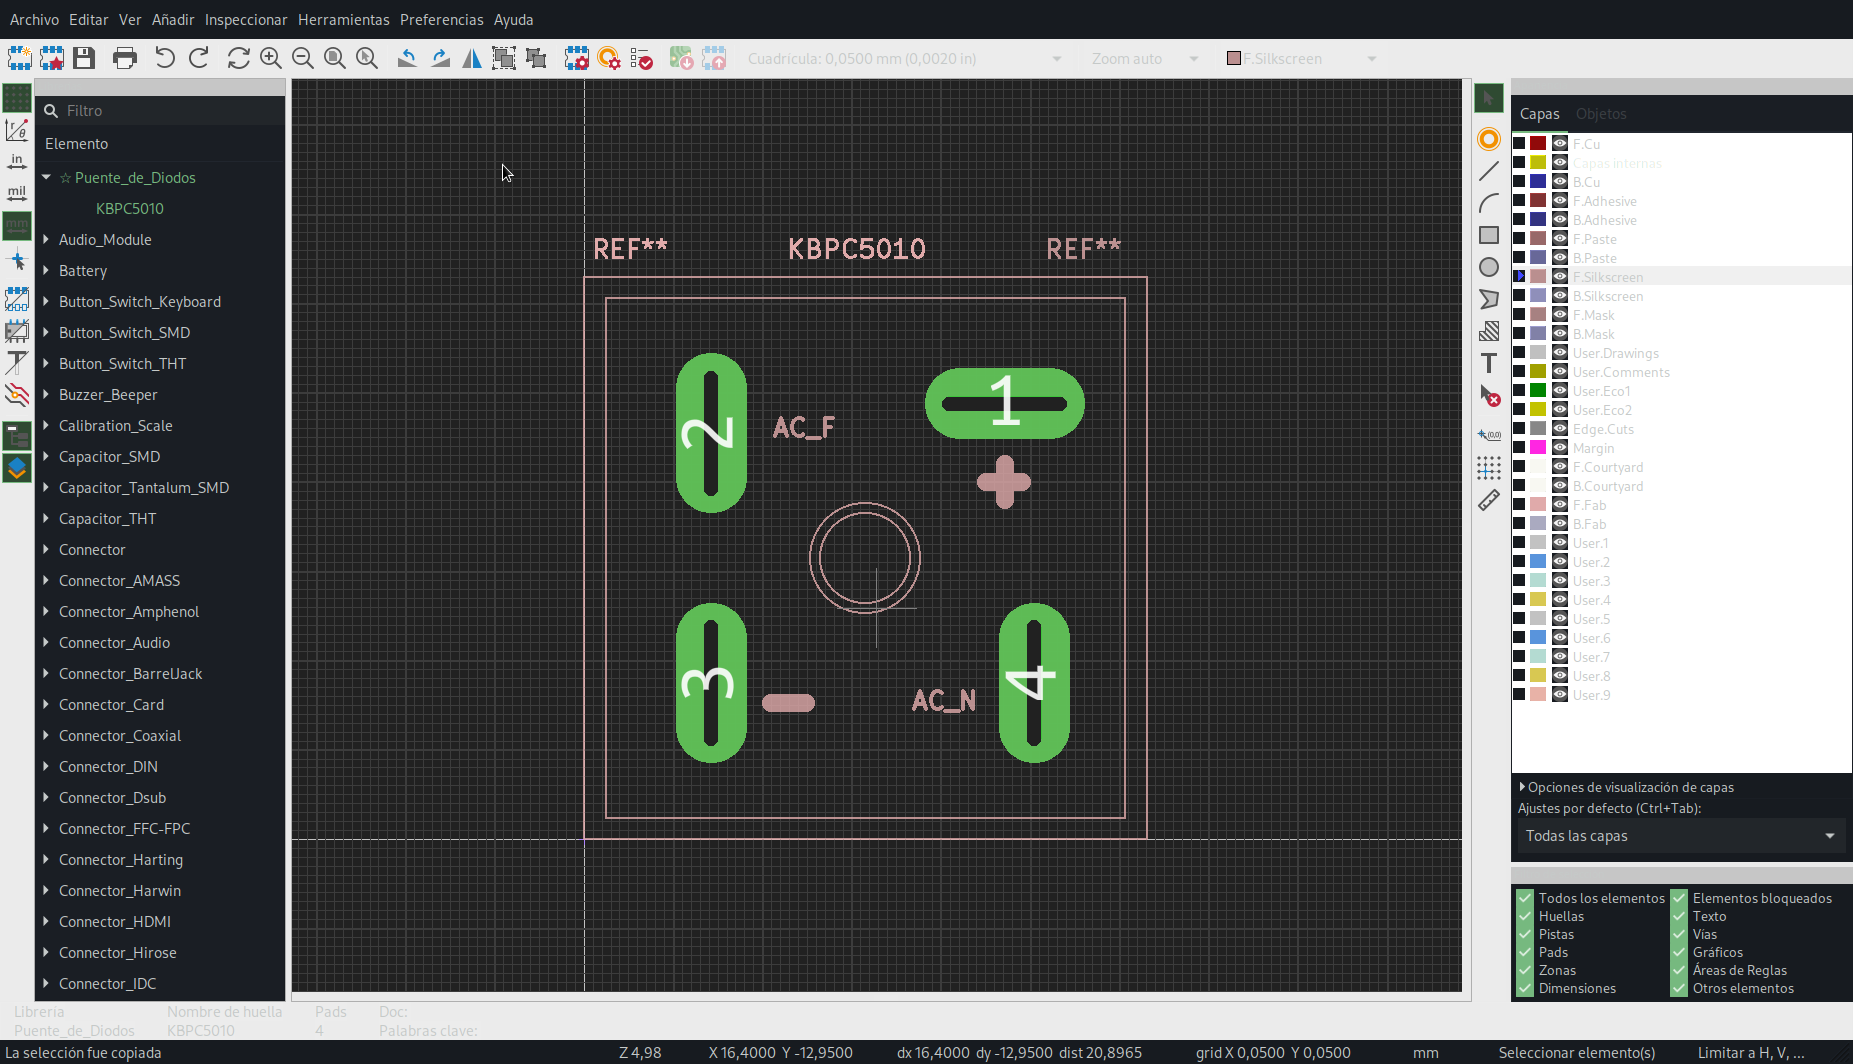 Archivo Editar Ver Añadir Inspeccionar Herramientas Preferencias Ayuda
Cuadrícula: 0,0500 mm (0,0020 in)
Zoom auto
F.Silkscreen
Filtro
Elemento
☆ Puente_de_Diodos
KBPC5010
Audio_Module
Battery
Button_Switch_Keyboard
Button_Switch_SMD
Button_Switch_THT
Buzzer_Beeper
Calibration_Scale
Capacitor_SMD
Capacitor_Tantalum_SMD
Capacitor_THT
Connector
Connector_AMASS
Connector_Amphenol
Connector_Audio
Connector_BarrelJack
Connector_Card
Connector_Coaxial
Connector_DIN
Connector_Dsub
Connector_FFC-FPC
Connector_Harting
Connector_Harwin
Connector_HDMI
Connector_Hirose
Connector_IDC
in
mil
mm
REF** KBPC5010 REF**
2 AC_F 1
+
3 - AC_N 4
(0,0)
Capas Objetos
F.Cu
Capas internas
B.Cu
F.Adhesive
B.Adhesive
F.Paste
B.Paste
F.Silkscreen
B.Silkscreen
F.Mask
B.Mask
User.Drawings
User.Comments
User.Eco1
User.Eco2
Edge.Cuts
Margin
F.Courtyard
B.Courtyard
F.Fab
B.Fab
User.1
User.2
User.3
User.4
User.5
User.6
User.7
User.8
User.9
Opciones de visualización de capas
Ajustes por defecto (Ctrl+Tab):
Todas las capas
Todos los elementos Elementos bloqueados
Huellas Texto
Pistas Vías
Pads Gráficos
Zonas Áreas de Reglas
Dimensiones Otros elementos
Librería Nombre de huella Pads Doc:
Puente_de_Diodos KBPC5010 4 Palabras clave:
La selección fue copiada Z 4,98 X 16,4000 Y -12,9500 dx 16,4000 dy -12,9500 dist 20,8965 grid X 0,0500 Y 0,0500 mm Seleccionar elemento(s) Limitar a H, V, ...